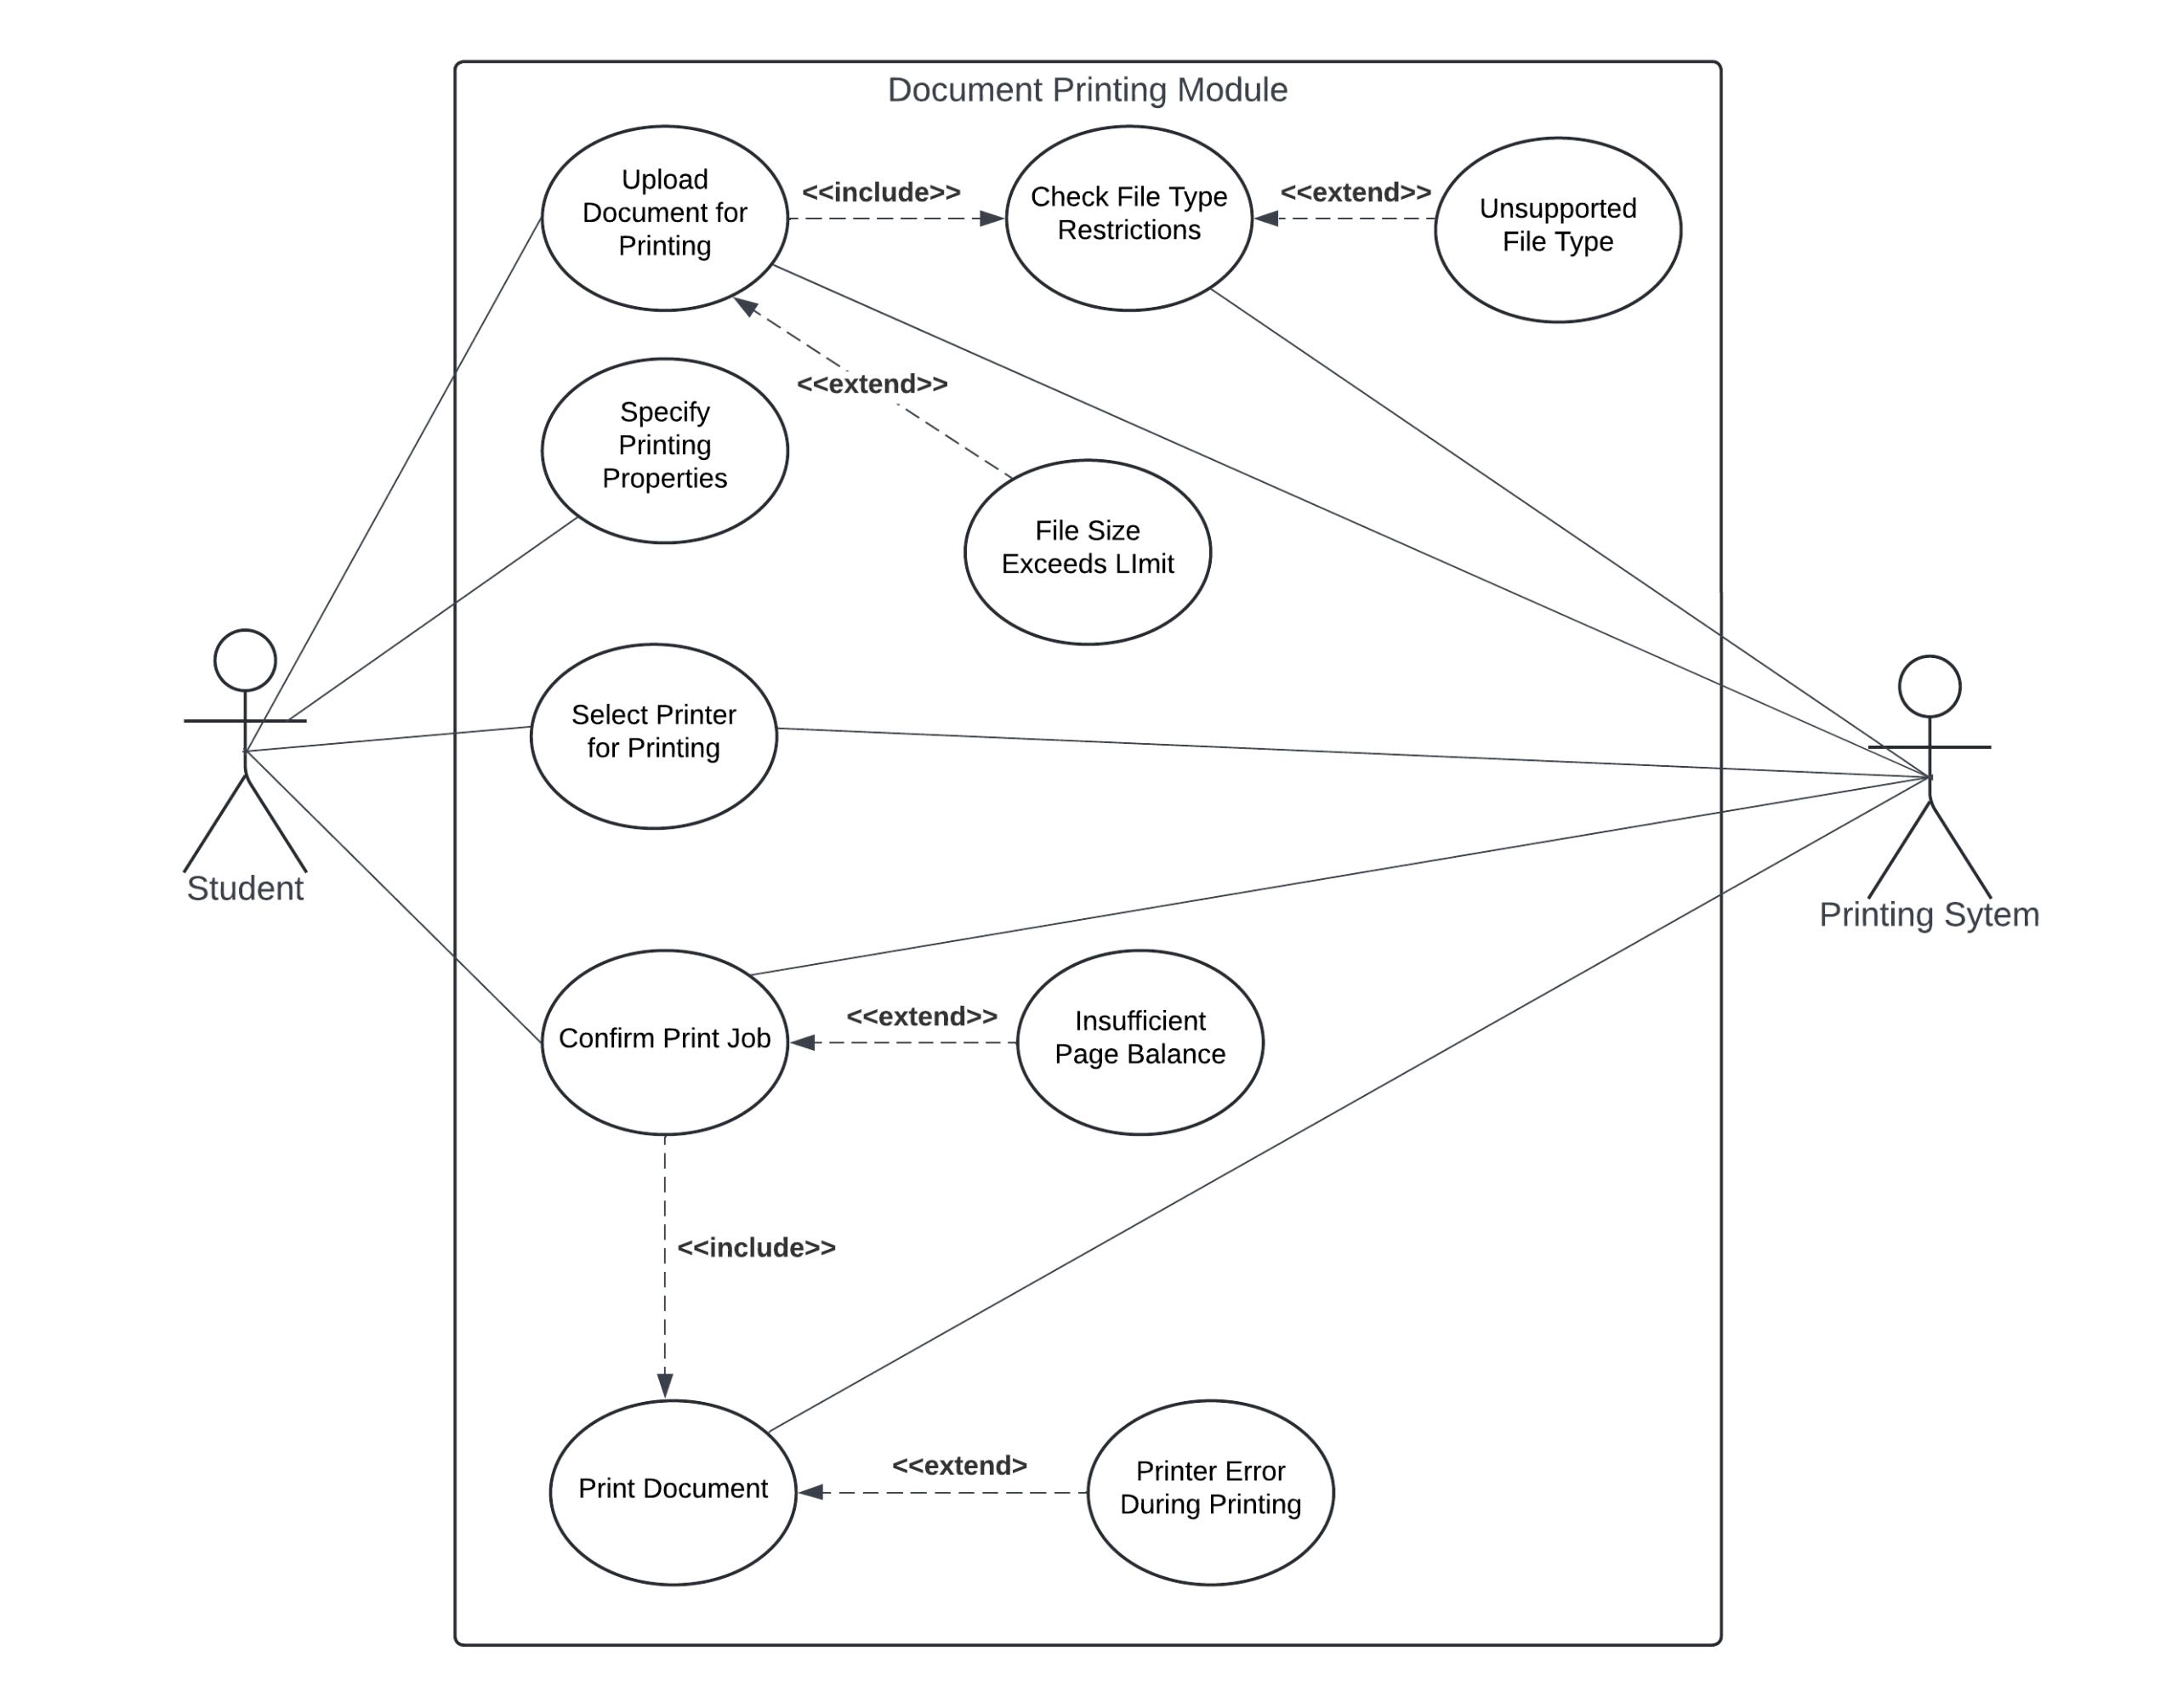 Document Printing Module
Upload
Document for
Printing
<<include>>
Check File Type
Restrictions
<<extend>>
Unsupported
File Type
<<extend>>
Specify
Printing
Properties
File Size
Exceeds LImit
Select Printer
for Printing
Student
Printing Sytem
Confirm Print Job
<<extend>>
Insufficient
Page Balance
<<include>>
Print Document
<<extend>
Printer Error
During Printing